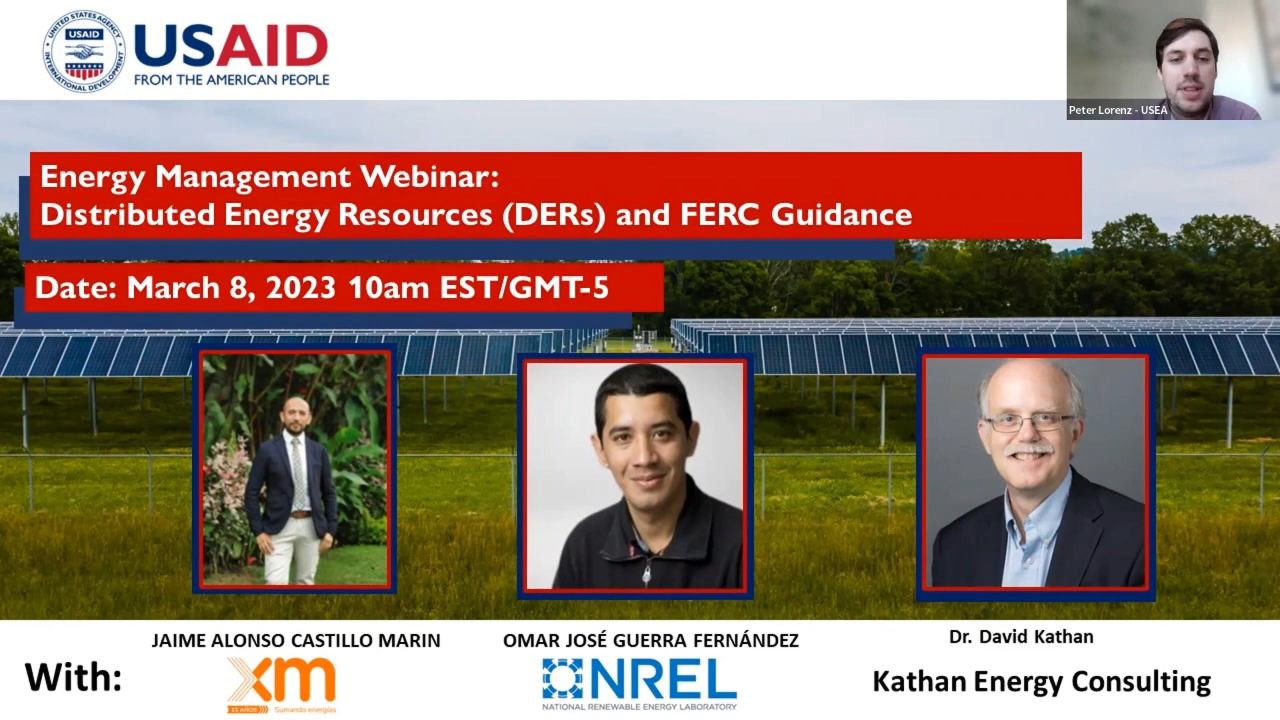 UNITED STATES AGENCY
USAID
INTERNATIONAL DEVELOPMENT
USAID
FROM THE AMERICAN PEOPLE
Peter Lorenz - USEA
Energy Management Webinar:
Distributed Energy Resources (DERs) and FERC Guidance
Date: March 8, 2023 10am EST/GMT-5
With:
JAIME ALONSO CASTILLO MARIN
xm
Sumando energías
OMAR JOSÉ GUERRA FERNÁNDEZ
NREL
NATIONAL RENEWABLE ENERGY LABORATORY
Dr. David Kathan
Kathan Energy Consulting